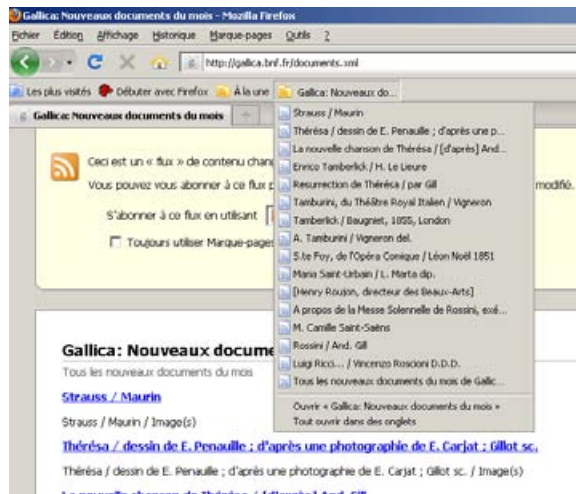 Gallica: Nouveaux documents du mois - Mozilla Firefox
Fichier Édition Affichage Historique Marque-pages Outils ?
http://gallica.bnf.fr/documents.xml
Les plus visités Débuter avec Firefox À la une Gallica: Nouveaux do...
Gallica: Nouveaux documents du mois
Strauss / Maurin
Thérésa / dessin de E. Penauille ; d'après une p...
La nouvelle chanson de Thérésa / [d'après] And...
Enrico Tamberlick / H. Le Lieure
Resurrection de Thérésa / par Gill
Tamburini, du Théâtre Royal Italien / Vigneron
Tamberlick / Baugniet, 1855, London
A. Tamburini / Vigneron del.
S.te Foy, de l'Opéra Comique / Léon Noël 1851
Maria Saint-Urbain / L. Marta dip.
[Henry Roujon, directeur des Beaux-Arts]
A propos de la Messe Solennelle de Rossini, exé...
M. Camille Saint-Saëns
Rossini / And. Gill
Luigi Ricci... / Vincenzo Roscioni D.D.D.
Tous les nouveaux documents du mois de Gallic...
Ouvrir « Gallica: Nouveaux documents du mois »
Tout ouvrir dans des onglets
Ceci est un « flux » de contenu chan
Vous pouvez vous abonner à ce flux p
modifié.
S'abonner à ce flux en utilisant
Toujours utiliser Marque-pages
Gallica: Nouveaux docume
Tous les nouveaux documents du mois
Strauss / Maurin
Strauss / Maurin / Image(s)
Thérésa / dessin de E. Penauille ; d'après une photographie de E. Carjat ; Gillot sc.
Thérésa / dessin de E. Penauille ; d'après une photographie de E. Carjat ; Gillot sc. / Image(s)
La nouvelle chanson de Thérésa / [d'après] And. Gill